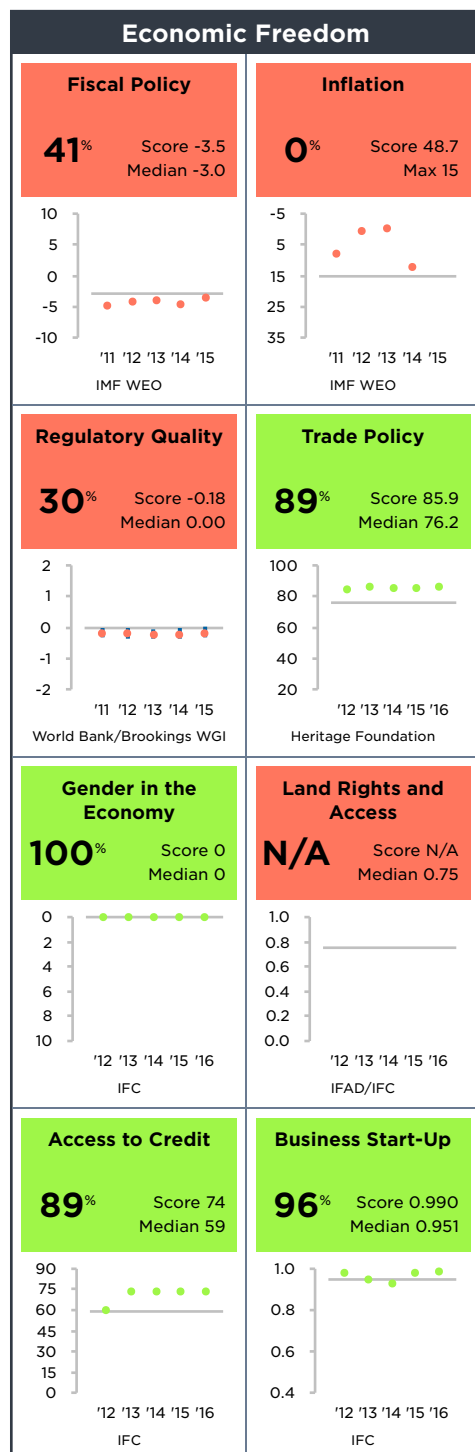 Economic Freedom
Fiscal Policy
41%
Score -3.5
Median -3.0
10
5
0
-5
-10
'11 '12 '13 '14 '15
IMF WEO
Inflation
0%
Score 48.7
Max 15
-5
5
15
25
35
'11 '12 '13 '14 '15
IMF WEO
Regulatory Quality
30%
Score -0.18
Median 0.00
2
1
0
-1
-2
'11 '12 '13 '14 '15
World Bank/Brookings WGI
Trade Policy
89%
Score 85.9
Median 76.2
100
80
60
40
20
'12 '13 '14 '15 '16
Heritage Foundation
Gender in the
Economy
100%
Score 0
Median 0
0
2
4
6
8
10
'12 '13 '14 '15 '16
IFC
Land Rights and
Access
N/A
Score N/A
Median 0.75
1.0
0.8
0.6
0.4
0.2
0.0
'12 '13 '14 '15 '16
IFAD/IFC
Access to Credit
89%
Score 74
Median 59
90
75
60
45
30
15
0
'12 '13 '14 '15 '16
IFC
Business Start-Up
96%
Score 0.990
Median 0.951
1.0
0.8
0.6
0.4
'12 '13 '14 '15 '16
IFC